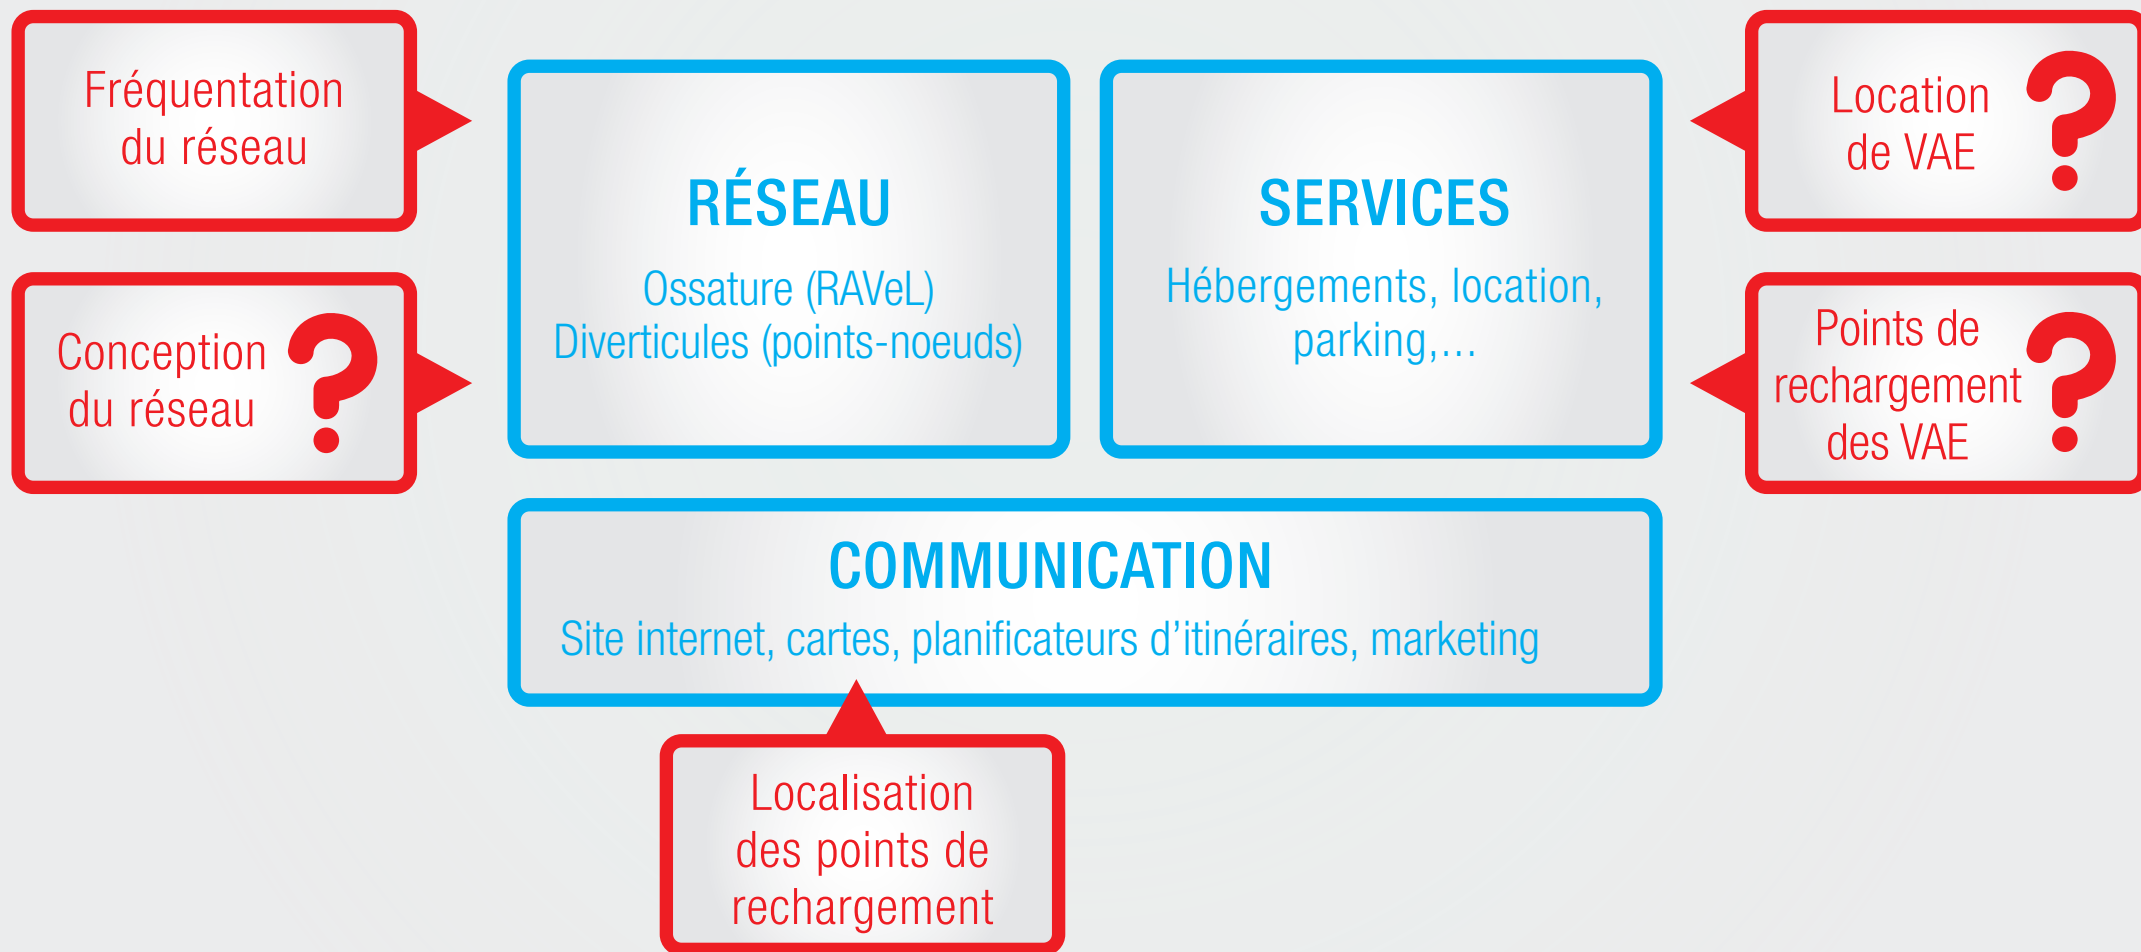 Fréquentation
du réseau
Conception
du réseau
?
RÉSEAU
Ossature (RAVeL)
Diverticules (points-noeuds)
SERVICES
Hébergements, location,
parking,...
Location
de VAE
?
Points de
rechargement
des VAE
?
COMMUNICATION
Site internet, cartes, planificateurs d’itinéraires, marketing
Localisation
des points de
rechargement